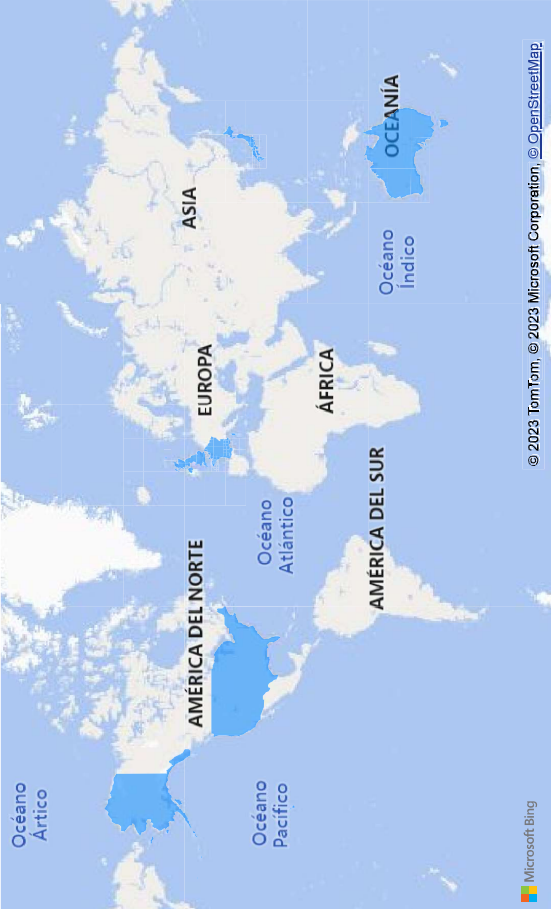 Océano
Ártico
ASIA
EUROPA
AMÉRICA DEL NORTE
Océano
Atlántico
Océano
Pacífico
ÁFRICA
OCEANÍA
Océano
Índico
AMÉRICA DEL SUR
Microsoft Bing
© 2023 TomTom, © 2023 Microsoft Corporation, © OpenStreetMap